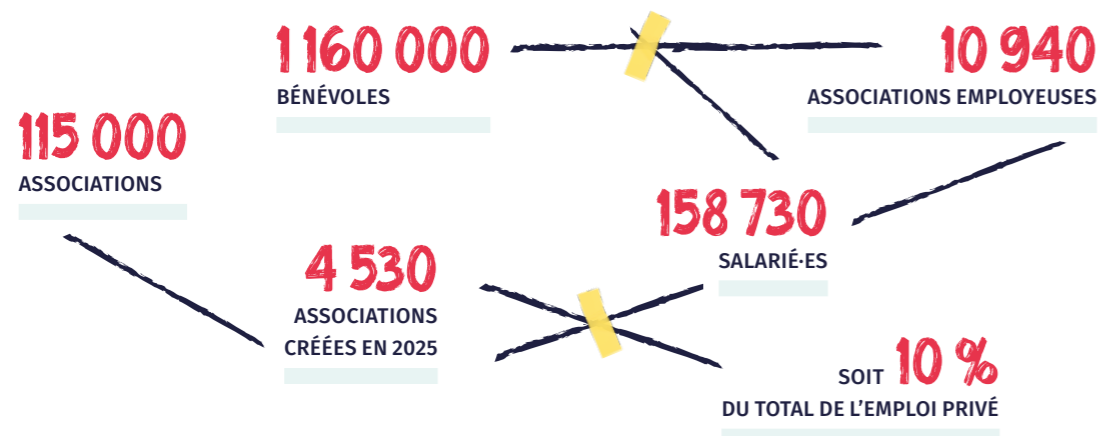 1 160 000
BÉNÉVOLES
10 940
ASSOCIATIONS EMPLOYEUSES
115 000
ASSOCIATIONS
158 730
SALARIÉ·ES
4 530
ASSOCIATIONS
CRÉÉES EN 2025
SOIT 10 %
DU TOTAL DE L’EMPLOI PRIVÉ